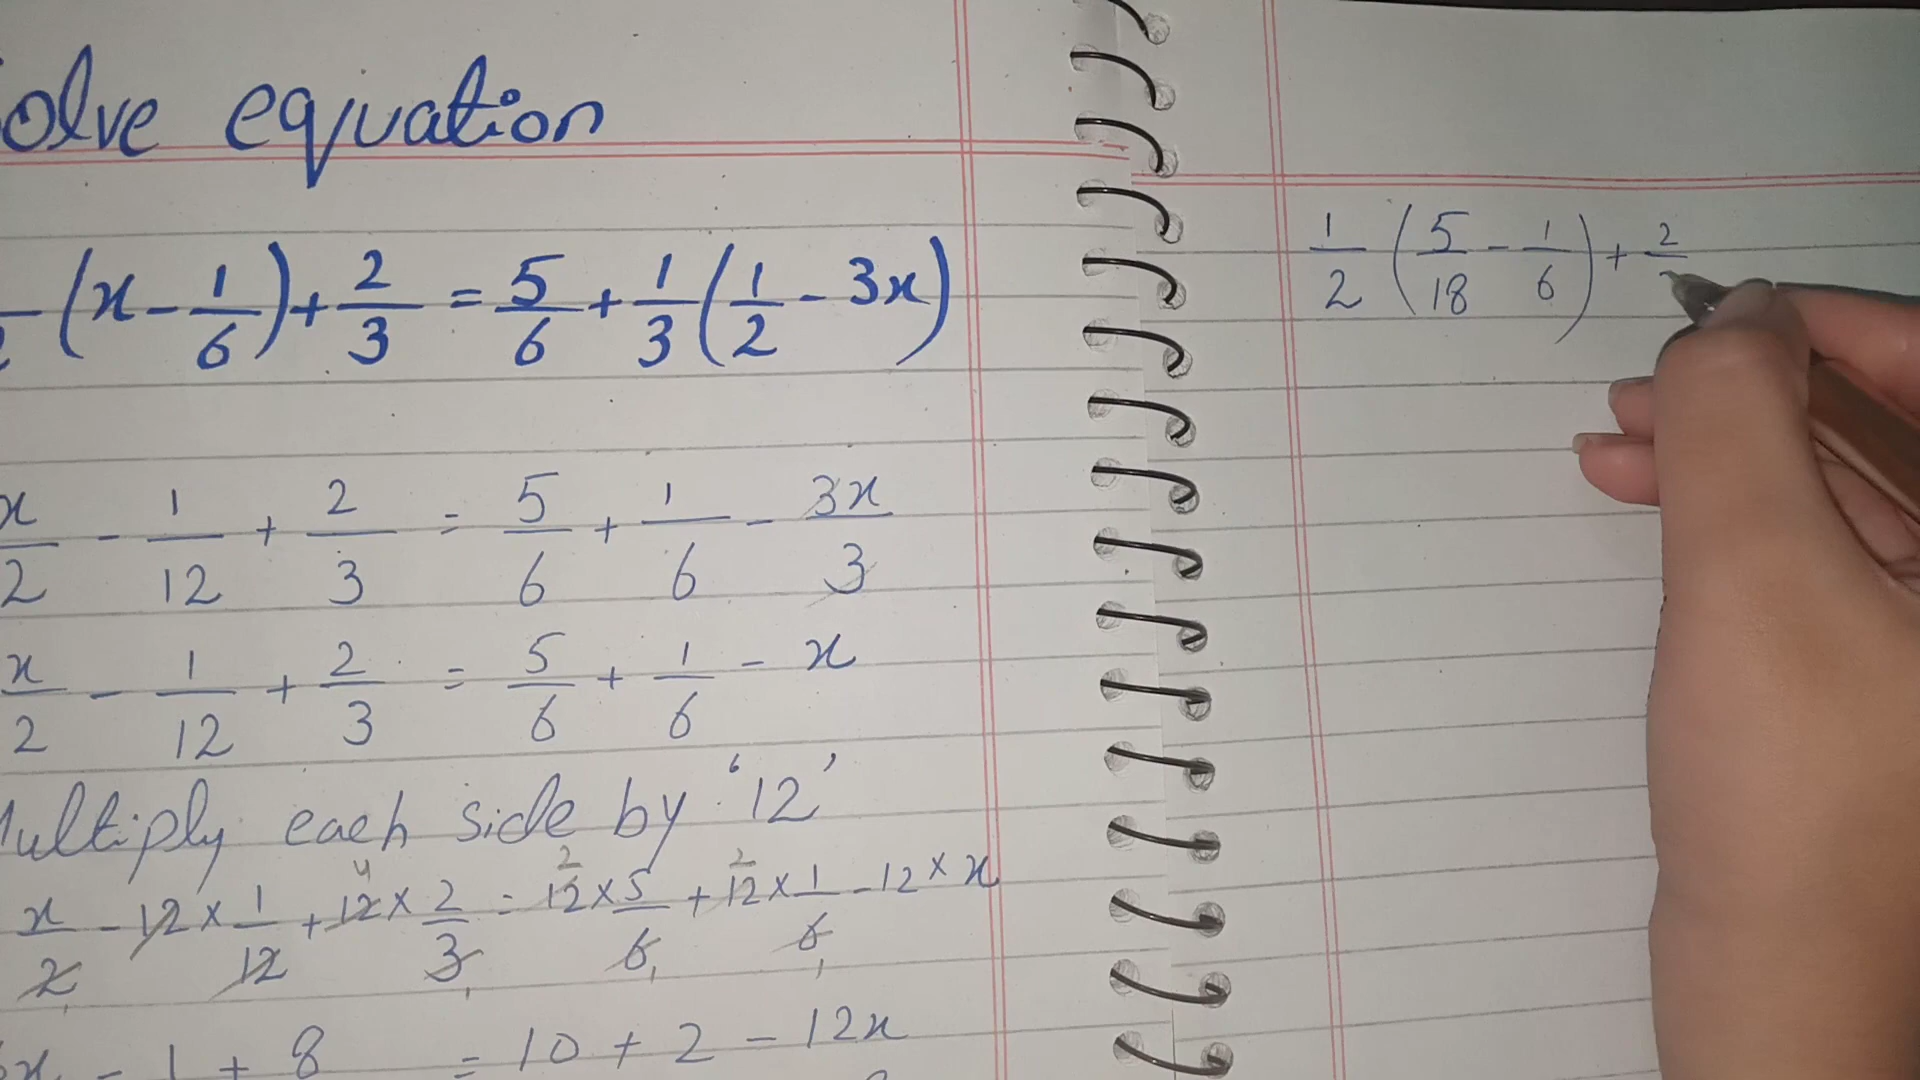 olve equation
(x - 1/6) + 2/3 = 5/6 + 1/3 (1/2 - 3x)
x/2 - 1/12 + 2/3 = 5/6 + 1/6 - 3x/3
x/2 - 1/12 + 2/3 = 5/6 + 1/6 - x
ultiply each side by '12'
x/2 - 12 × 1/12 + 12 × 2/3 = 12 × 5/6 + 12 × 1/6 - 12 × x
x - 1 + 8 = 10 + 2 - 12x
1/2 (5/18 - 1/6) + 2